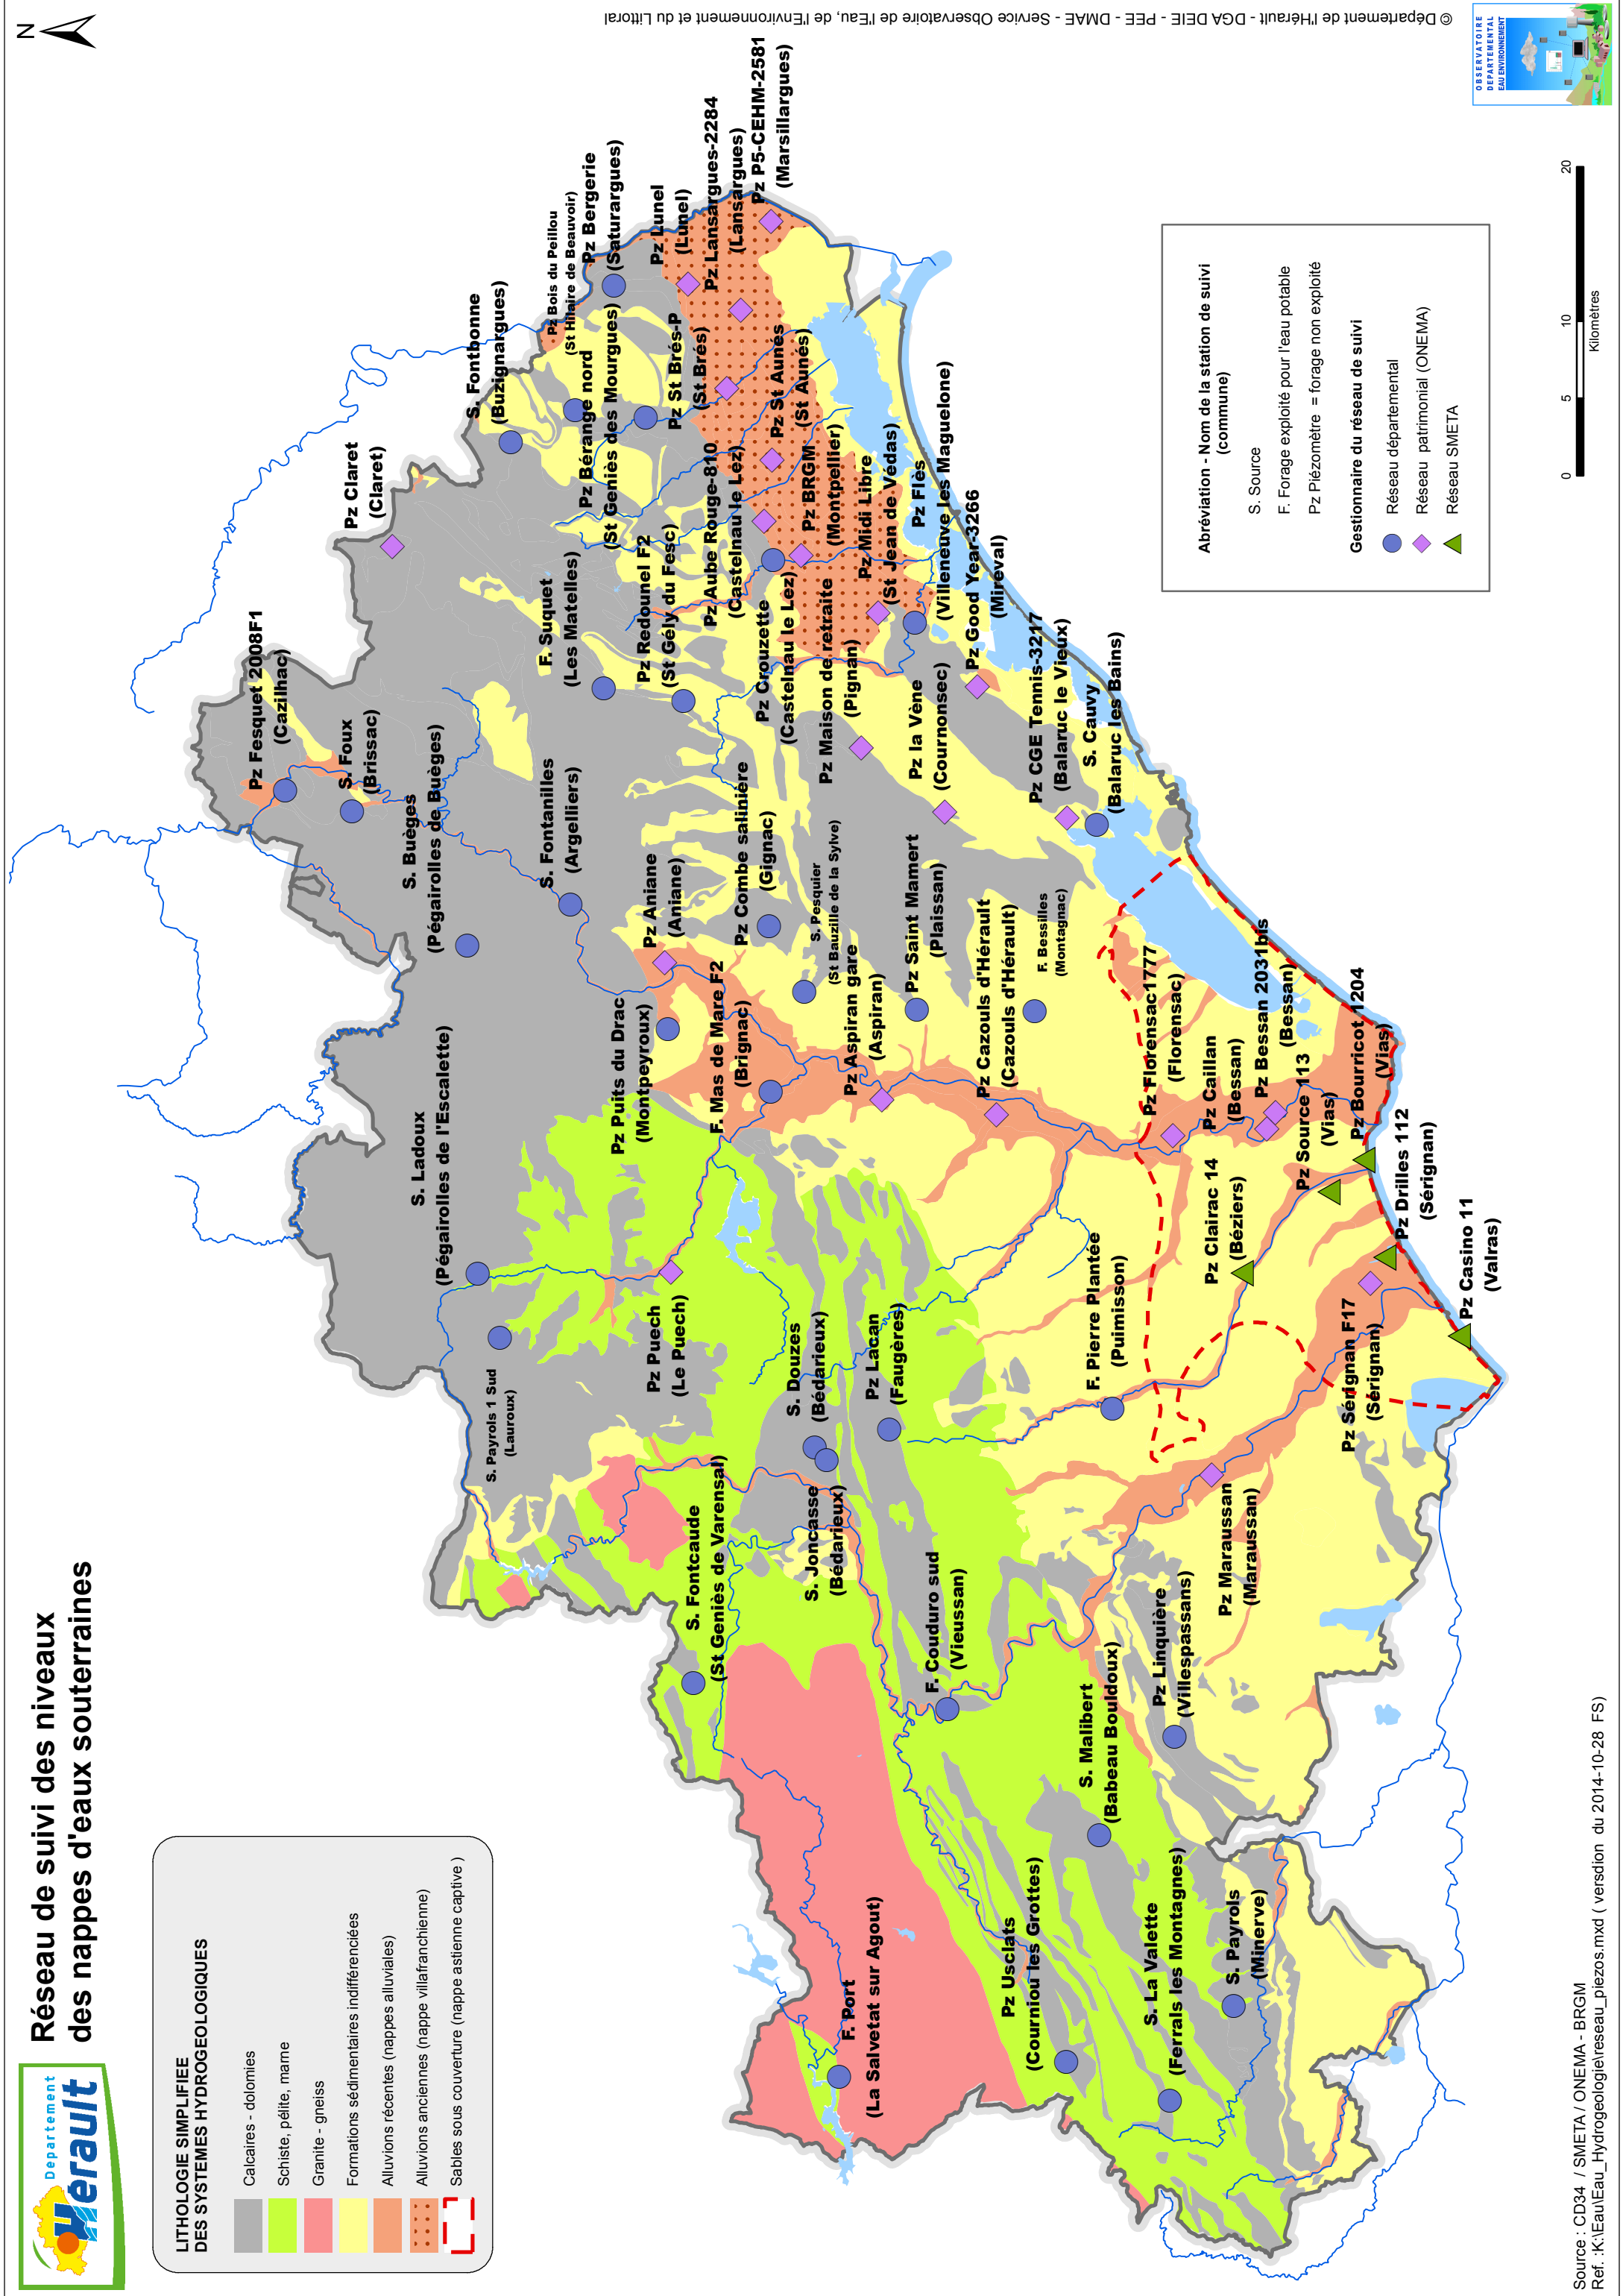 Département
Hérault
Réseau de suivi des niveaux
des nappes d'eaux souterraines
N
LITHOLOGIE SIMPLIFIEE
DES SYSTEMES HYDROGEOLOGIQUES
Calcaires - dolomies
Schiste, pélite, marne
Granite - gneiss
Formations sédimentaires indifférenciées
Alluvions récentes (nappes alluviales)
Alluvions anciennes (nappe villafranchienne)
Sables sous couverture (nappe astienne captive )
Pz Fesquet 2008F1
(Cazilhac)
S. Foux
(Brissac)
Pz Claret
(Claret)
S. Buèges
(Pégairolles de Buèges)
S. Ladoux
(Pégairolles de l'Escalette)
S. Fontbonne
(Buzignargues)
S. Payrols 1 Sud
(Lauroux)
Pz Bois du Peillou
(St Hilaire de Beauvoir)
S. Fontanilles
(Argelliers)
F. Suquet
(Les Matelles)
Pz Bergerie
(Saturargues)
Pz Bérange nord
(St Geniès des Mourgues)
Pz Puits du Drac
(Montpeyroux)
Pz Redounel F2
(St Gély du Fesc)
Pz Aniane
(Aniane)
Pz Lunel
(Lunel)
Pz Puech
(Le Puech)
Pz St Brés-P
(St Brés)
S. Fontcaude
(St Geniès de Varensal)
Pz Lansargues-2284
(Lansargues)
Pz Aube Rouge-810
(Castelnau le Lez)
F. Mas de Mare F2
(Brignac)
Pz Combe salinière
(Gignac)
Pz P5-CEHM-2581
(Marsillargues)
Pz Crouzette
(Castelnau le Lez)
Pz St Aunes
(St Aunés)
Pz BRGM
(Montpellier)
S. Douzes
(Bédarieux)
S. Joncasse
(Bédarieux)
S. Pesquier
(St Bauzille de la Sylve)
Pz Maison de retraite
(Pignan)
Pz Midi Libre
(St Jean de Védas)
F. Port
(La Salvetat sur Agout)
Pz Aspiran gare
(Aspiran)
Pz Lacan
(Faugères)
Pz Saint Mamert
(Plaissan)
Pz la Vène
(Cournonsec)
Pz Flès
(Villeneuve les Maguelone)
F. Couduro sud
(Vieussan)
Pz Good Year-3266
(Mireval)
Pz Cazouls d'Hérault
(Cazouls d'Hérault)
Pz Usclats
(Courniou les Grottes)
F. Bessilles
(Montagnac)
Pz CGE Tennis-3217
(Balaruc le Vieux)
S. Cauvy
(Balaruc les Bains)
S. Malibert
(Babeau Bouldoux)
F. Pierre Plantée
(Puimisson)
Pz Florensac1777
(Florensac)
S. La Valette
(Ferrals les Montagnes)
Pz Linquière
(Villespassans)
Pz Caillan
(Bessan)
Pz Clairac 14
(Béziers)
Pz Maraussan
(Maraussan)
S. Payrols
(Minerve)
Pz Bessan 2031bis
(Bessan)
Pz Source 113
(Vias)
Pz Bourricot 1204
(Vias)
Pz Sérignan F17
(Sérignan)
Pz Drilles 112
(Sérignan)
Pz Casino 11
(Valras)
Abréviation - Nom de la station de suivi
(commune)
S. Source
F. Forage exploité pour l'eau potable
Pz Piézomètre = forage non exploité
Gestionnaire du réseau de suivi
Réseau départemental
Réseau patrimonial (ONEMA)
Réseau SMETA
0 5 10 20
Kilomètres
Source : CD34 / SMETA / ONEMA - BRGM
Ref. :K:\Eau\Eau_Hydrogeologie\reseau_piezos.mxd ( versdion du 2014-10-28 FS)
© Département de l'Hérault - DGA DEIE - PEE - DMAE - Service Observatoire de l'Eau, de l'Environnement et du Littoral
OBSERVATOIRE
DEPARTEMENTAL
EAU ENVIRONNEMENT